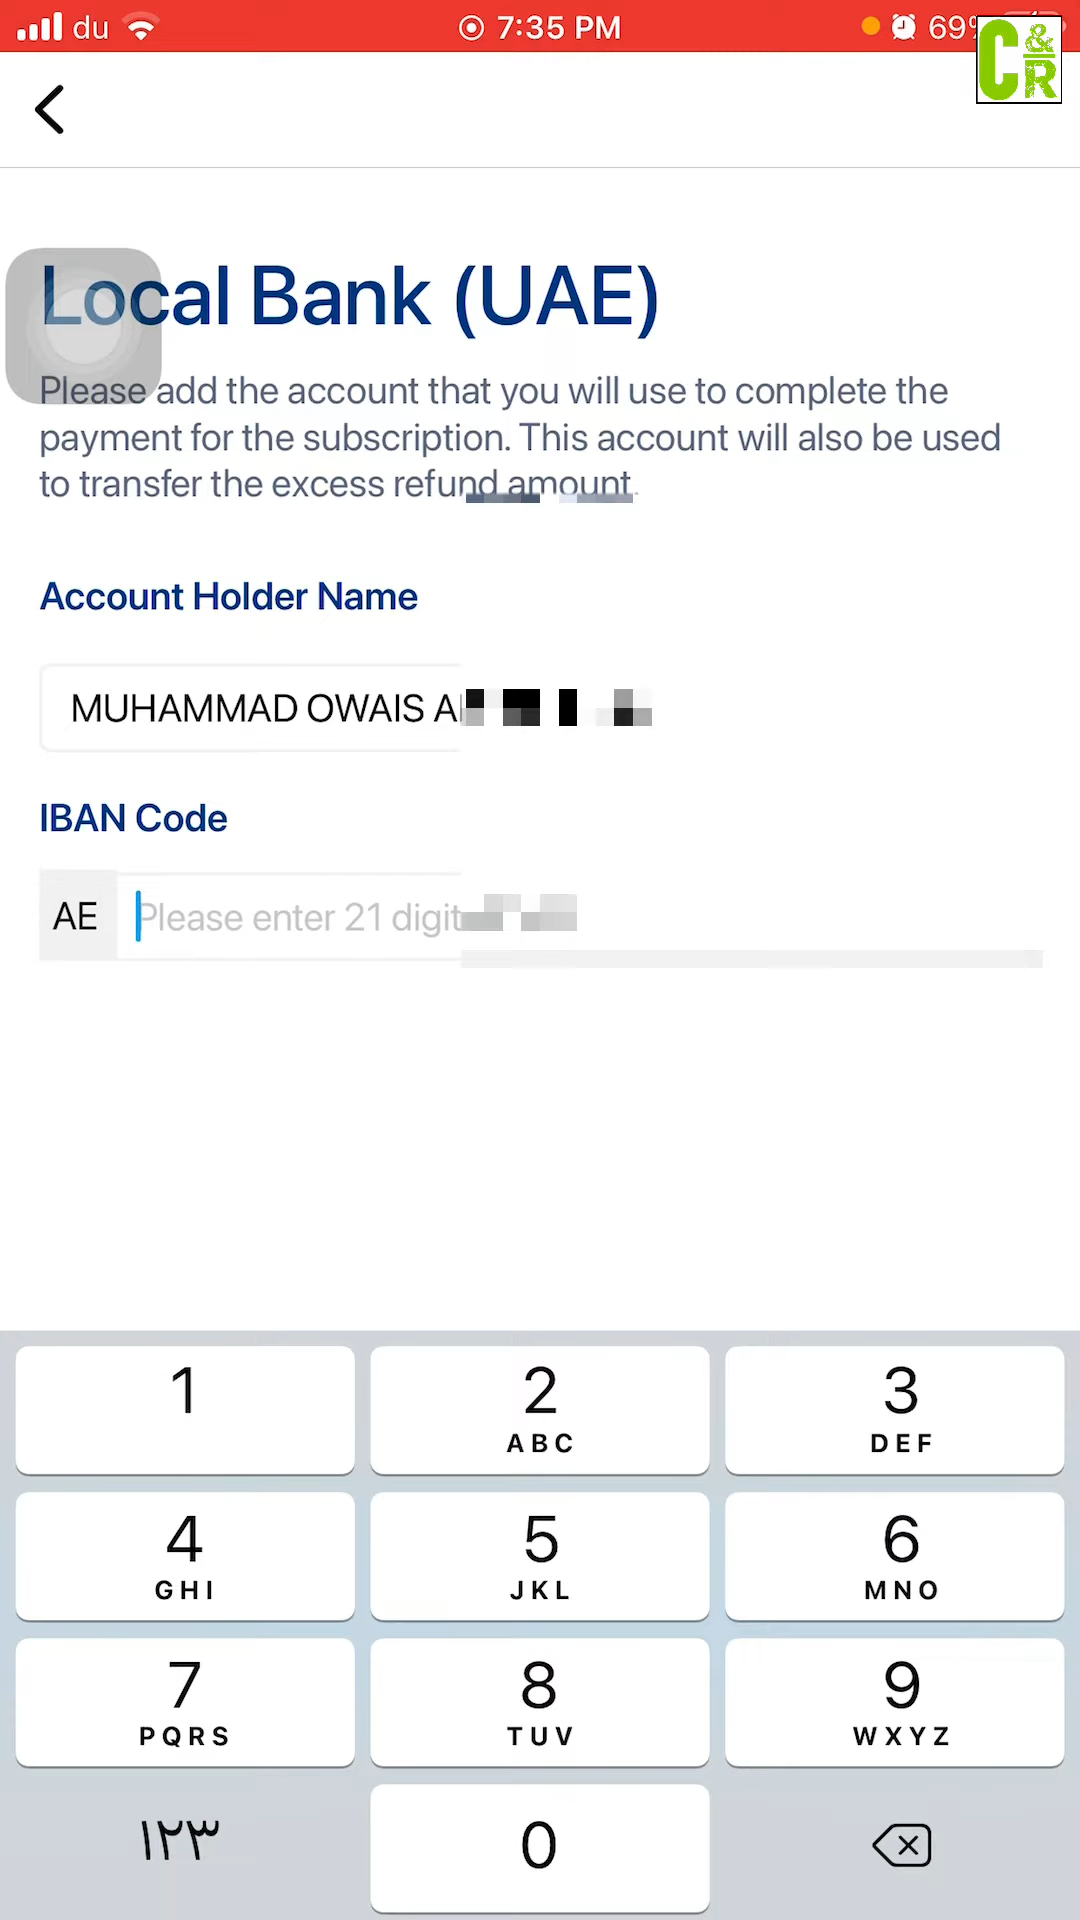 du 7:35 PM 69%
C&R
Local Bank (UAE)
Please add the account that you will use to complete the
payment for the subscription. This account will also be used
to transfer the excess refund amount.
Account Holder Name
MUHAMMAD OWAIS
IBAN Code
AE Please enter 21 digit
1
2 ABC
3 DEF
4 GHI
5 JKL
6 MNO
7 PQRS
8 TUV
9 WXYZ
١٢٣ 0